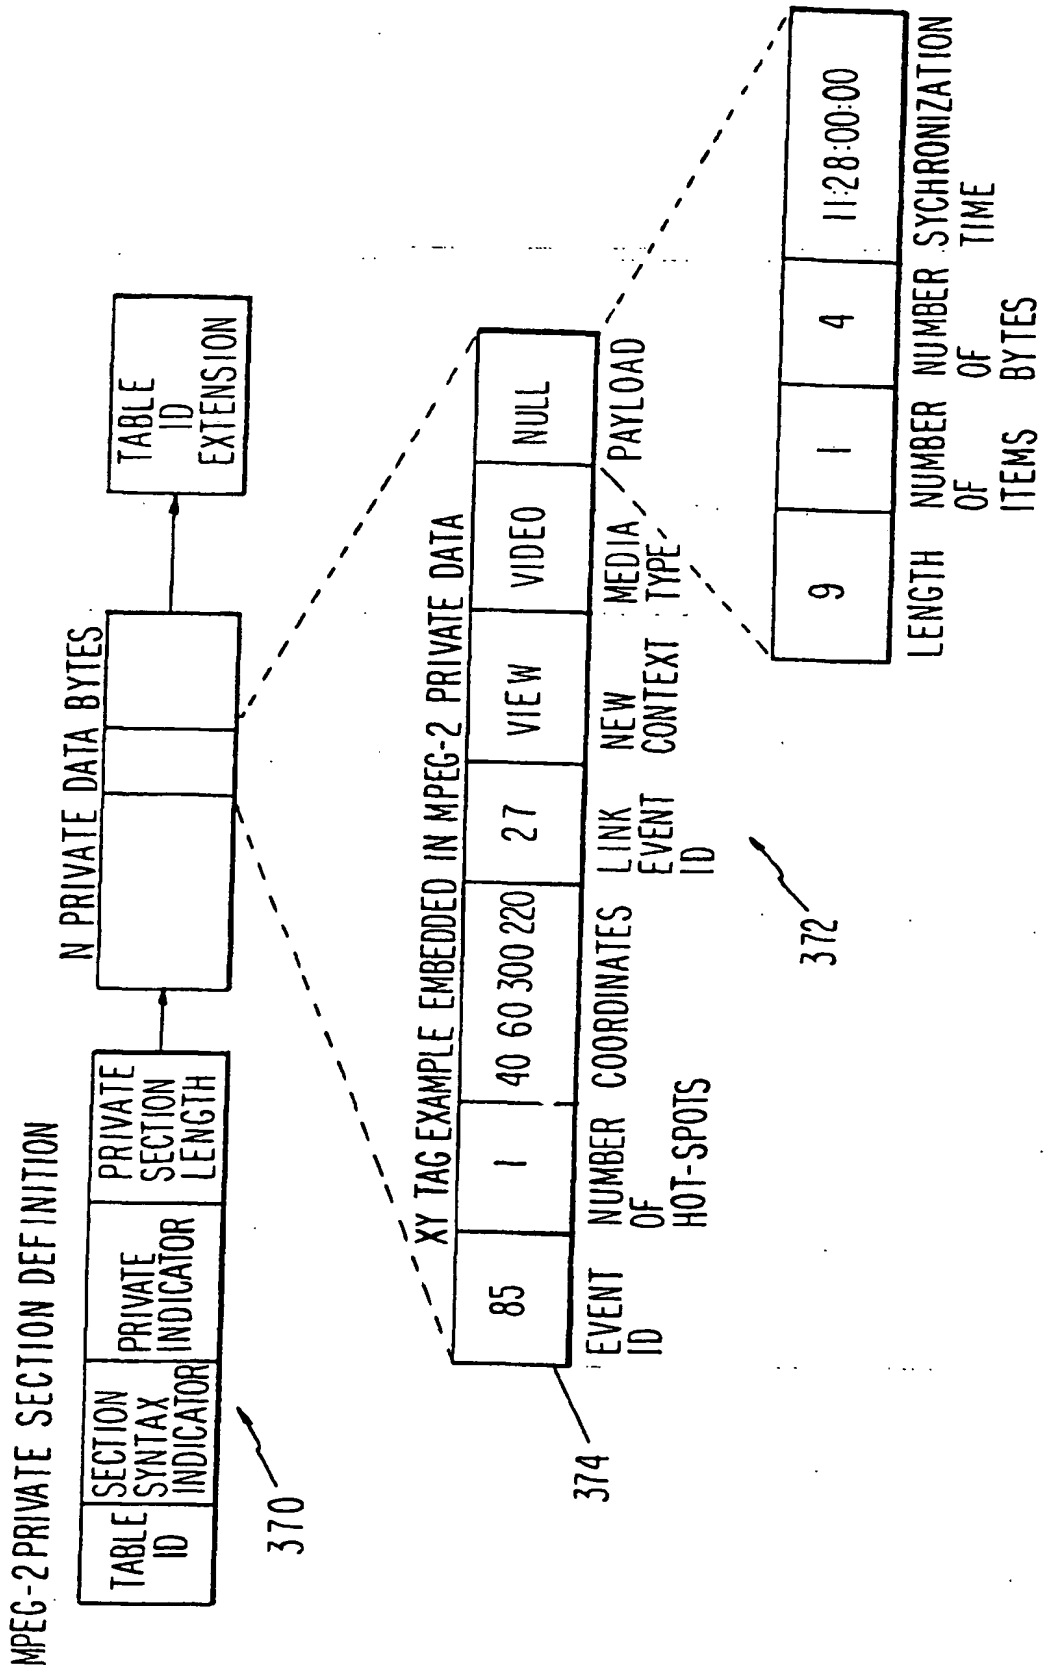 MPEG-2 PRIVATE SECTION DEFINITION
TABLE
ID
SECTION
SYNTAX
INDICATOR
PRIVATE
INDICATOR
PRIVATE
SECTION
LENGTH
N PRIVATE DATA BYTES
TABLE
ID
EXTENSION
370
XY TAG EXAMPLE EMBEDDED IN MPEG-2 PRIVATE DATA
85
1
40 60 300 220
27
VIEW
VIDEO
NULL
EVENT
ID
NUMBER
OF
HOT-SPOTS
COORDINATES
LINK
EVENT
ID
NEW
CONTEXT
MEDIA
TYPE
PAYLOAD
374
372
9
1
4
11:28:00:00
LENGTH
NUMBER
OF
ITEMS
NUMBER
OF
BYTES
SYCHRONIZATION
TIME